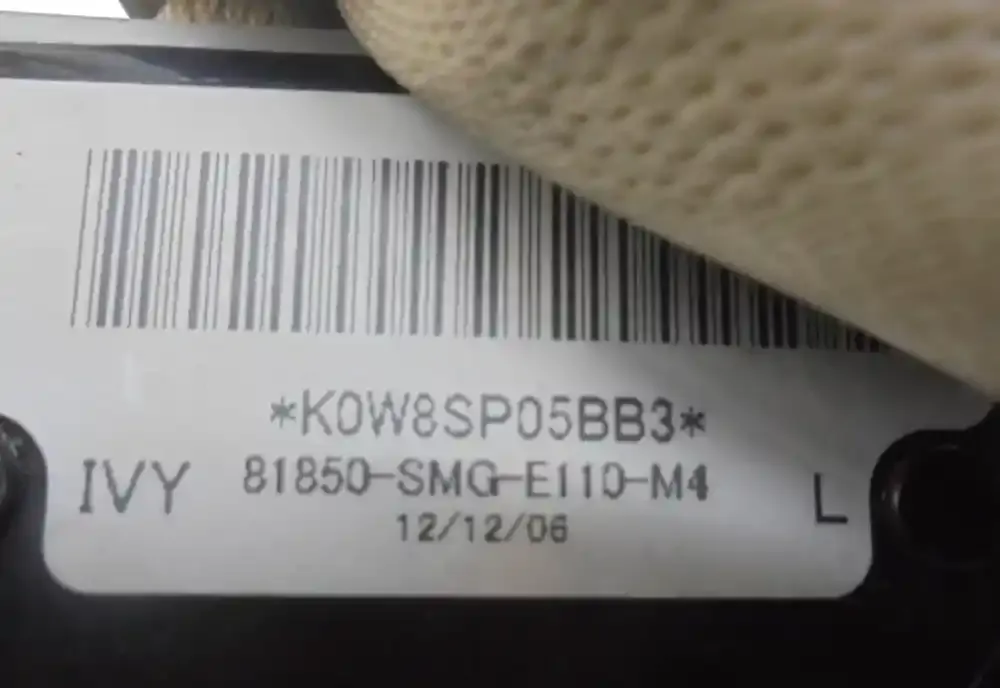 *K0W8SP05BB3*
IVY 81850-SMG-E110-M4 L
12/12/06